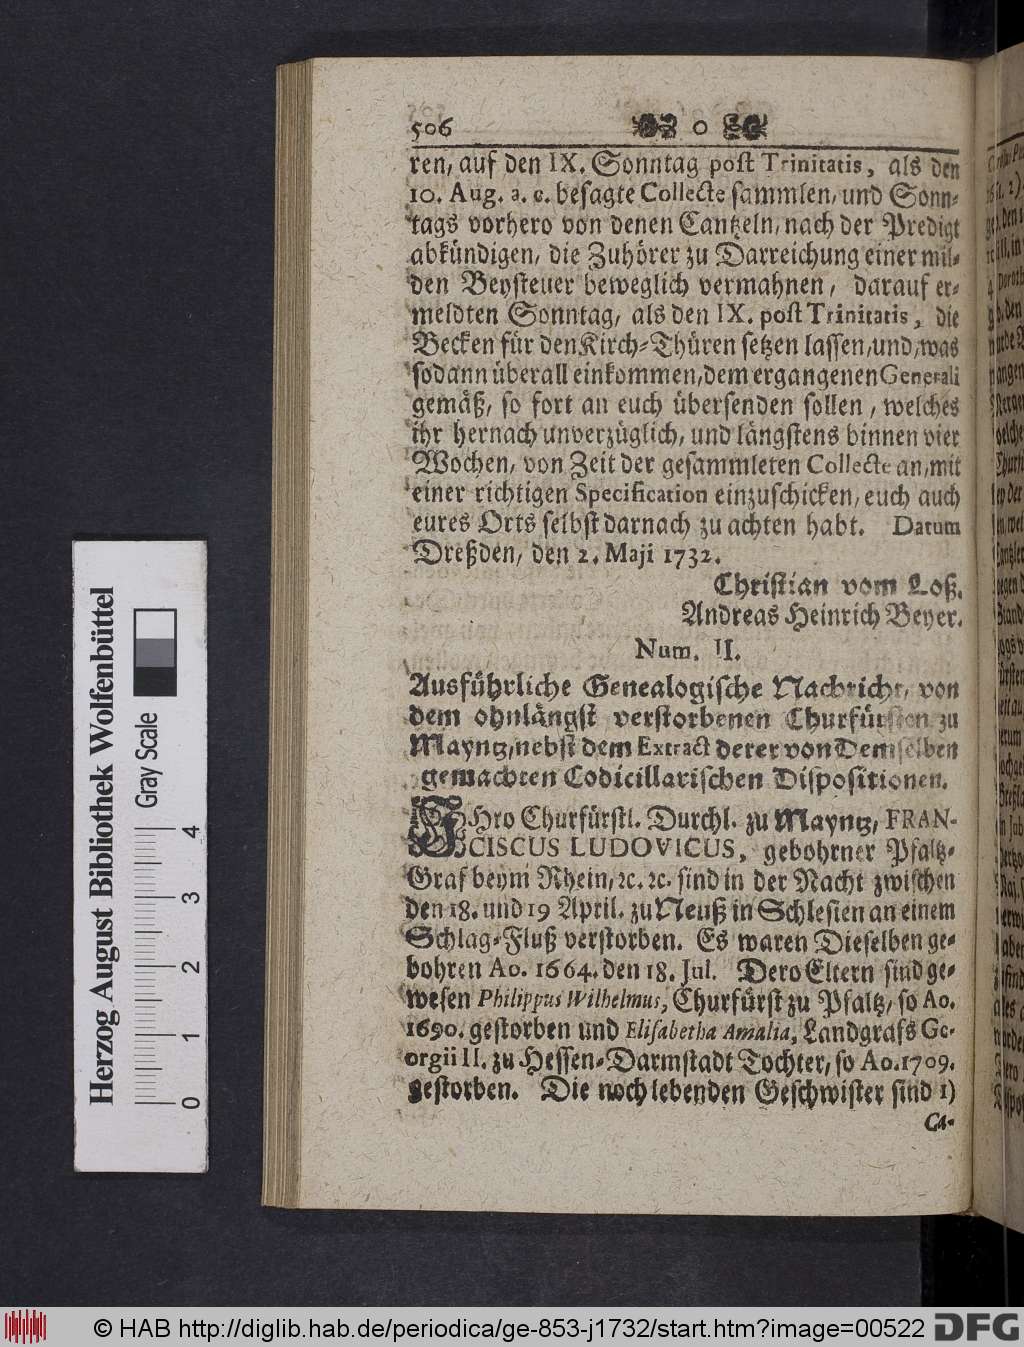 506 o
ren, auf den IX. Sonntag post Trinitatis, als den
10. Aug. a. c. besagte Collecte sammlen, und Sonn-
tags vorhero von denen Cantzeln, nach der Predigt
abkündigen, die Zuhörer zu Darreichung einer mil-
den Beysteuer beweglich vermahnen, darauf er-
meldten Sonntag, als den IX. post Trinitatis, die
Becken für den Kirch-Thüren setzen lassen, und, was
sodann überall einkommen, dem ergangenen Generali
gemäß, so fort an euch übersenden sollen, welches
ihr hernach unverzüglich, und längstens binnen vier
Wochen, von Zeit der gesammleten Collecte an, mit
einer richtigen Specification einzuschicken, euch auch
eures Orts selbst darnach zu achten habt. Datum
Dreßden, den 2. Maji 1732.
Christian vom Loß.
Andreas Heinrich Beyer.
Num. II.
Ausführliche Genealogische Nachricht, von
dem ohnlängst verstorbenen Churfürsten zu
Mayntz, nebst dem Extract derer von Demselben
gemachten Codicillarischen Dispositionen.
IHro Churfürstl. Durchl. zu Mayntz, FRAN-
CISCUS LUDOVICUS, gebohrner Pfaltz-
Graf beym Rhein, ꝛc. ꝛc. sind in der Nacht zwischen
den 18. und 19 April. zu Neuß in Schlesien an einem
Schlag-Fluß verstorben. Es waren Dieselben ge-
bohren Ao. 1664. den 18. Jul. Dero Eltern sind ge-
wesen Philippus Wilhelmus, Churfürst zu Pfaltz, so Ao.
1690. gestorben und Elisabetha Amalia, Landgrafs Ge-
orgii II. zu Hessen-Darmstadt Tochter, so Ao. 1709.
gestorben. Die noch lebenden Geschwister sind 1)
Ca-
Herzog August Bibliothek Wolfenbüttel
Gray Scale
0 1 2 3 4
© HAB http://diglib.hab.de/periodica/ge-853-j1732/start.htm?image=00522 DFG